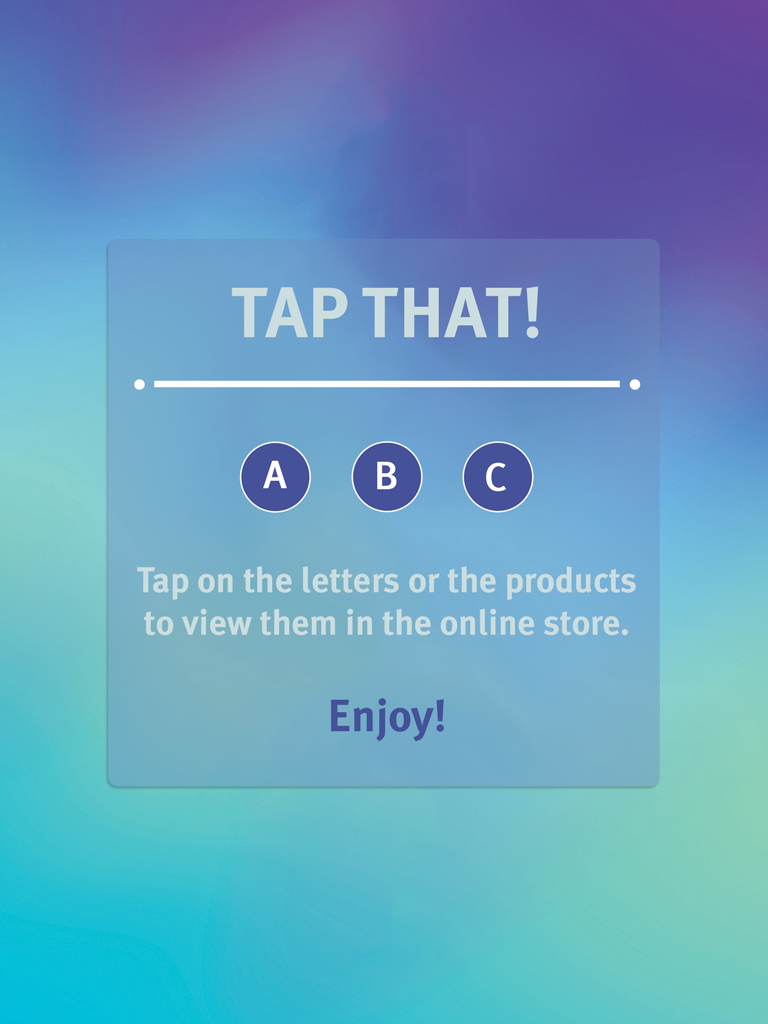 TAP THAT!
A B C
Tap on the letters or the products
to view them in the online store.
Enjoy!